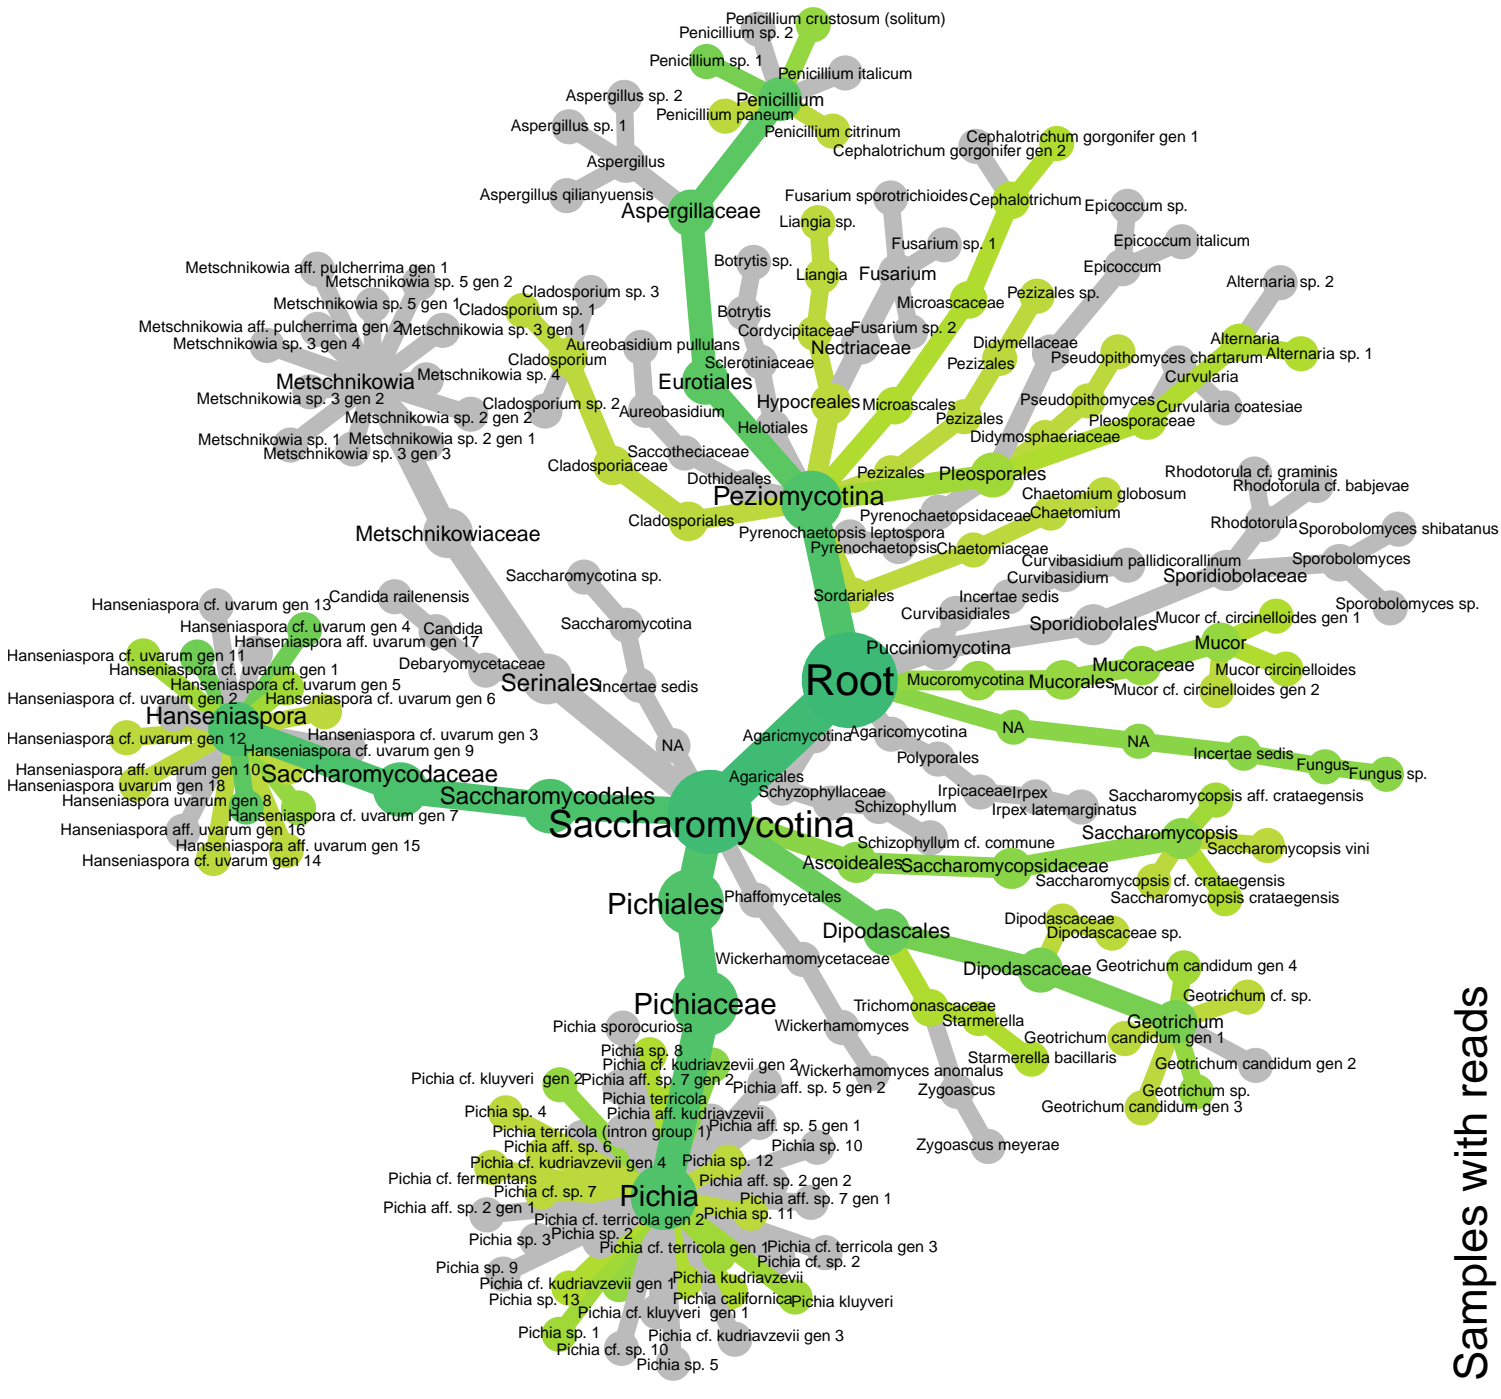 Penicillium crustosum (solitum)
Penicillium sp. 2
Penicillium sp. 1
Penicillium italicum
Penicillium
Penicillium paneum
Penicillium citrinum
Aspergillus sp. 2
Aspergillus sp. 1
Aspergillus
Aspergillus qilianyuensis
Aspergillaceae
Cephalotrichum gorgonifer gen 1
Cephalotrichum gorgonifer gen 2
Fusarium sporotrichioides
Cephalotrichum
Epicoccum sp.
Liangia sp.
Fusarium sp. 1
Epicoccum italicum
Botrytis sp.
Liangia
Fusarium
Epicoccum
Alternaria sp. 2
Metschnikowia aff. pulcherrima gen 1
Metschnikowia sp. 5 gen 2
Metschnikowia sp. 5 gen 1
Cladosporium sp. 3
Cladosporium sp. 1
Metschnikowia aff. pulcherrima gen 2
Metschnikowia sp. 3 gen 1
Metschnikowia sp. 3 gen 4
Microascaceae
Pezizales sp.
Botrytis
Cordycipitaceae
Fusarium sp. 2
Nectriaceae
Didymellaceae
Alternaria
Aureobasidium pullulans
Cladosporium
Sclerotiniaceae
Pezizales
Pseudopithomyces chartarum
Alternaria sp. 1
Metschnikowia
Metschnikowia sp. 4
Eurotiales
Curvularia
Metschnikowia sp. 3 gen 2
Cladosporium sp. 2
Aureobasidium
Hypocreales
Microascales
Pseudopithomyces
Curvularia coatesiae
Metschnikowia sp. 2 gen 2
Pezizales
Pleosporaceae
Helotiales
Didymosphaeriaceae
Metschnikowia sp. 1
Metschnikowia sp. 2 gen 1
Metschnikowia sp. 3 gen 3
Saccotheciaceae
Cladosporiaceae
Dothideales
Pezizales
Pleosporales
Rhodotorula cf. graminis
Rhodotorula cf. babjevae
Peziomycotina
Chaetomium globosum
Cladosporiales
Pyrenochaetopsidaceae
Chaetomium
Rhodotorula
Sporobolomyces shibatanus
Metschnikowiaceae
Pyrenochaetopsis leptospora
Pyrenochaetopsis
Chaetomiaceae
Curvibasidium pallidicorallinum
Sporobolomyces
Saccharomycotina sp.
Curvibasidium
Sporidiobolaceae
Sordariales
Incertae sedis
Sporobolomyces sp.
Hanseniaspora cf. uvarum gen 13
Candida railenensis
Curvibasidiales
Sporidiobolales
Mucor cf. circinelloides gen 1
Hanseniaspora cf. uvarum gen 4
Candida
Saccharomycotina
Hanseniaspora aff. uvarum gen 17
Pucciniomycotina
Mucor
Hanseniaspora cf. uvarum gen 11
Debaryomycetaceae
Mucoraceae
Hanseniaspora cf. uvarum gen 1
Mucor circinelloides
Hanseniaspora cf. uvarum gen 5
Serinales
Incertae sedis
Root
Mucoromycotina
Mucorales
Mucor cf. circinelloides gen 2
Hanseniaspora cf. uvarum gen 2
Hanseniaspora cf. uvarum gen 6
Hanseniaspora
Hanseniaspora cf. uvarum gen 3
Hanseniaspora cf. uvarum gen 12
Hanseniaspora cf. uvarum gen 9
NA
Agaricmycotina
Agaricomycotina
NA
NA
Incertae sedis
Polyporales
Fungus
Fungus sp.
Hanseniaspora aff. uvarum gen 10
Saccharomycodaceae
Agaricales
Hanseniaspora uvarum gen 18
Saccharomycodales
Schyzophyllaceae
Irpicaceae
Irpex
Saccharomycopsis aff. crataegensis
Hanseniaspora uvarum gen 8
Schizophyllum
Irpex latemarginatus
Hanseniaspora cf. uvarum gen 7
Saccharomycotina
Hanseniaspora aff. uvarum gen 16
Saccharomycopsis
Hanseniaspora aff. uvarum gen 15
Schizophyllum cf. commune
Saccharomycopsis vini
Hanseniaspora cf. uvarum gen 14
Ascoideales
Saccharomycopsidaceae
Saccharomycopsis cf. crataegensis
Saccharomycopsis crataegensis
Pichiales
Phaffomycetales
Dipodascales
Dipodascaceae
Dipodascaceae sp.
Wickerhamomycetaceae
Dipodascaceae
Geotrichum candidum gen 4
Geotrichum cf. sp.
Pichiaceae
Trichomonascaceae
Starmerella
Geotrichum
Pichia sporocuriosa
Wickerhamomyces
Geotrichum candidum gen 1
Pichia sp. 8
Starmerella bacillaris
Geotrichum candidum gen 2
Pichia cf. kudriavzevii gen 2
Wickerhamomyces anomalus
Pichia cf. kluyveri  gen 2
Pichia aff. sp. 7 gen 2
Pichia aff. sp. 5 gen 2
Zygoascus
Geotrichum sp.
Pichia terricola
Geotrichum candidum gen 3
Pichia sp. 4
Pichia aff. kudriavzevii
Pichia aff. sp. 5 gen 1
Pichia terricola (intron group 1)
Pichia aff. sp. 6
Pichia sp. 10
Zygoascus meyerae
Pichia cf. kudriavzevii gen 4
Pichia sp. 12
Pichia cf. fermentans
Pichia aff. sp. 2 gen 2
Pichia cf. sp. 7
Pichia
Pichia aff. sp. 7 gen 1
Pichia aff. sp. 2 gen 1
Pichia sp. 11
Pichia cf. terricola gen 2
Pichia sp. 3
Pichia sp. 2
Pichia cf. terricola gen 1
Pichia cf. terricola gen 3
Pichia cf. sp. 2
Pichia sp. 9
Pichia cf. kudriavzevii gen 1
Pichia kudriavzevii
Pichia sp. 13
Pichia californica
Pichia kluyveri
Pichia cf. kluyveri  gen 1
Pichia sp. 1
Pichia cf. kudriavzevii gen 3
Pichia cf. sp. 10
Pichia sp. 5
Samples with reads